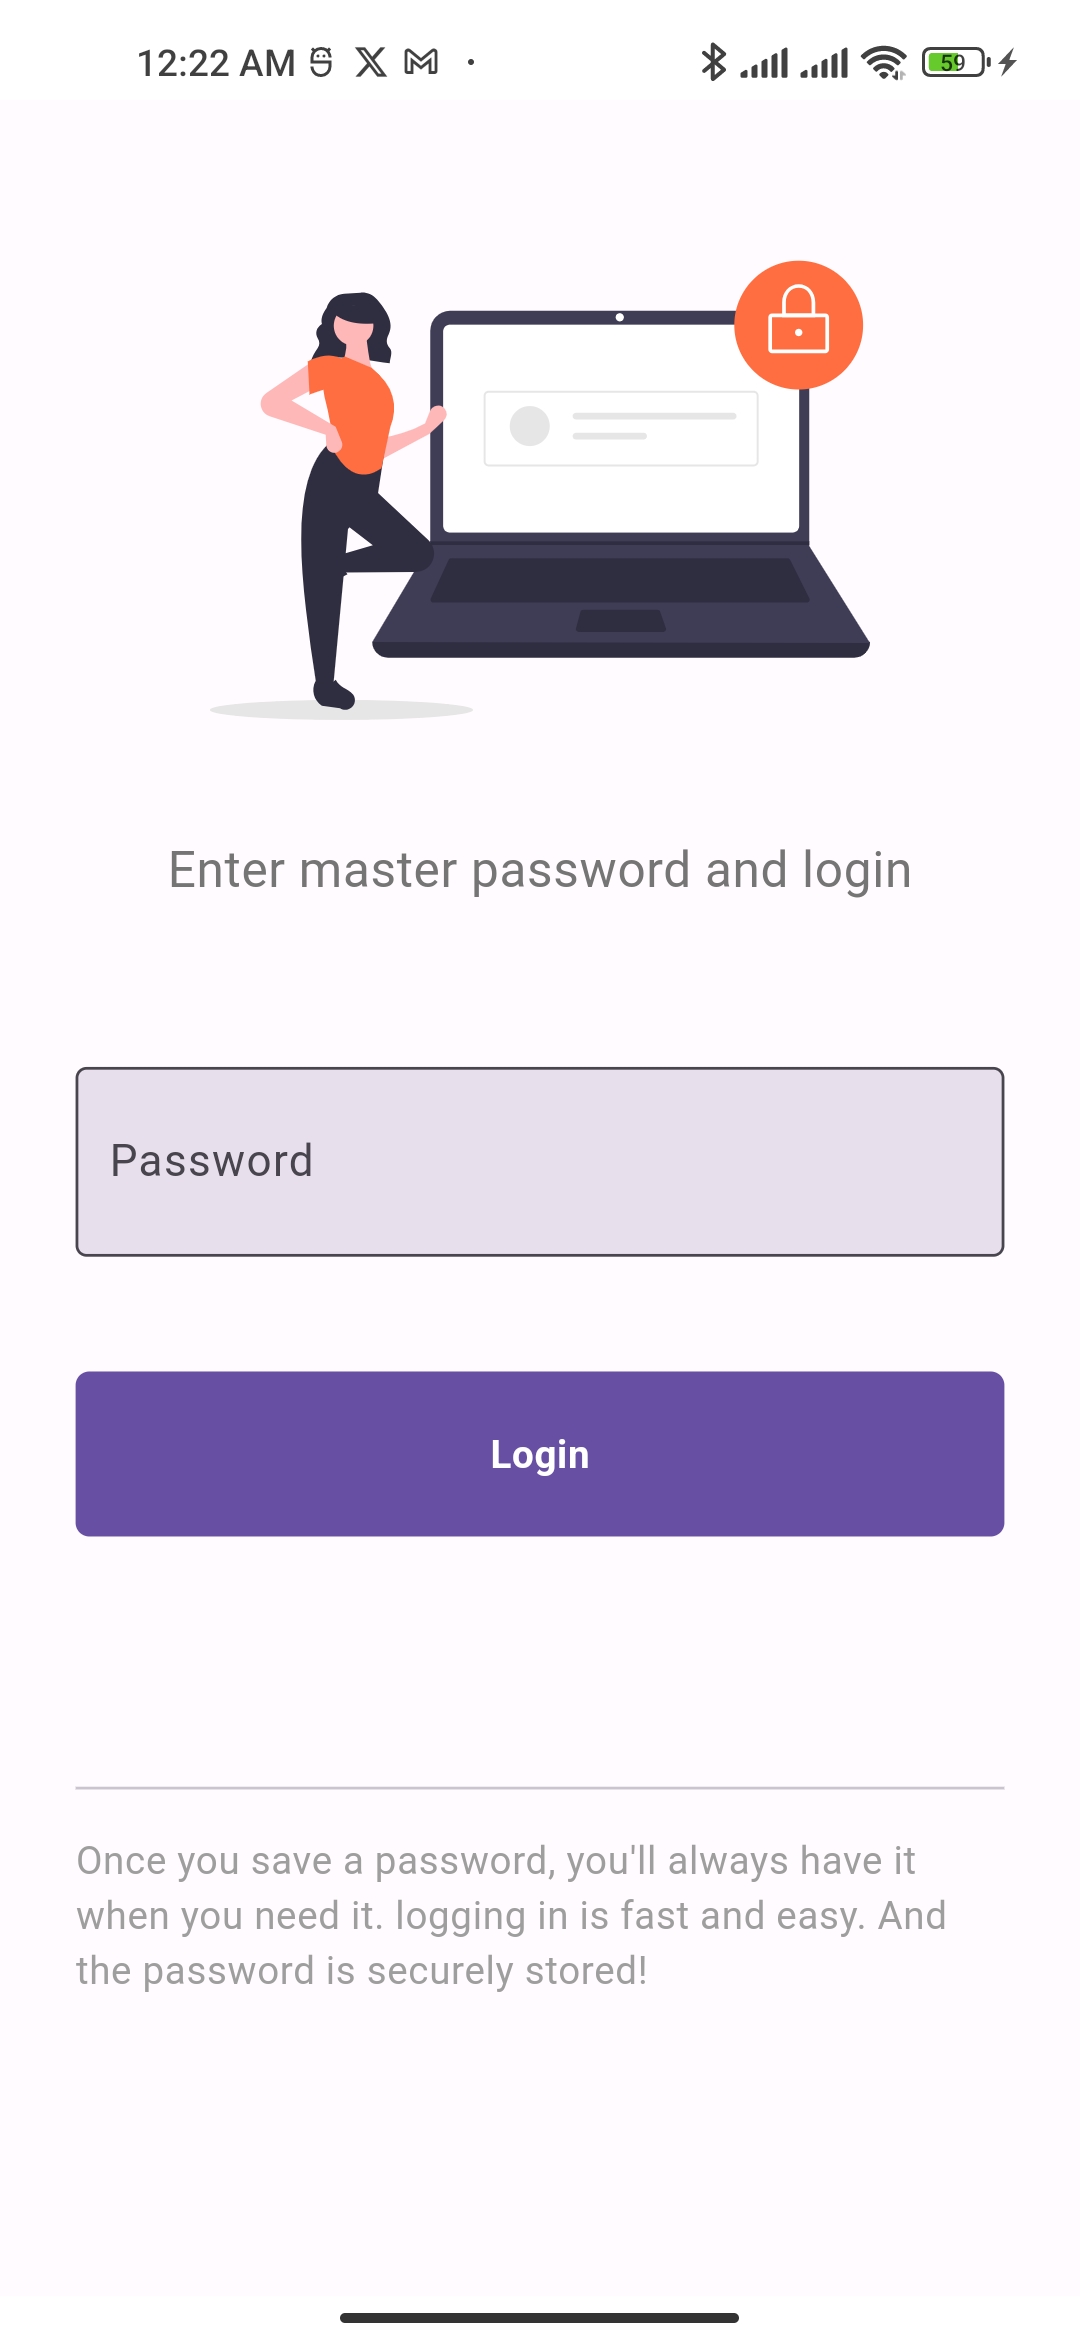 12:22 AM
59
Enter master password and login
Password
Login
Once you save a password, you'll always have it
when you need it. logging in is fast and easy. And
the password is securely stored!